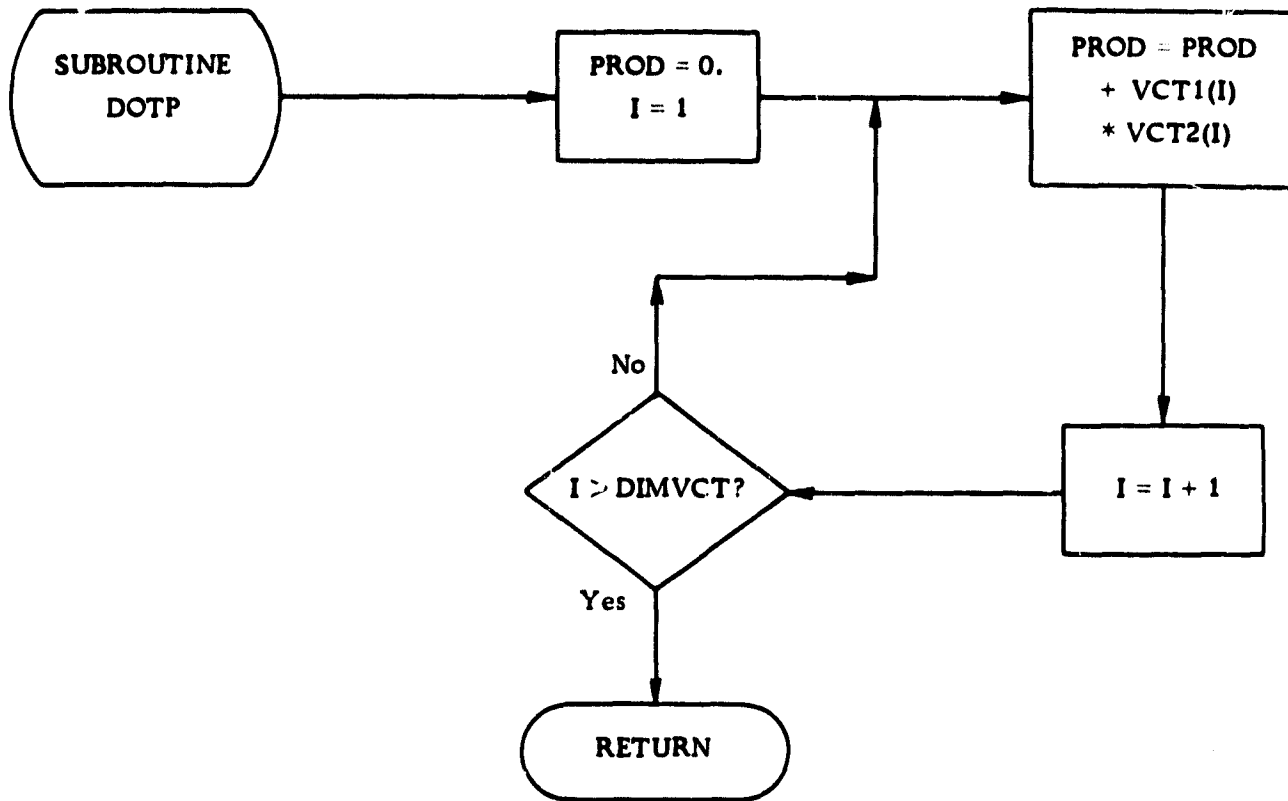 SUBROUTINE
DOTP
PROD = 0.
I = 1
PROD = PROD
+ VCT1(I)
* VCT2(I)
No
I > DIMVCT?
I = I + 1
Yes
RETURN